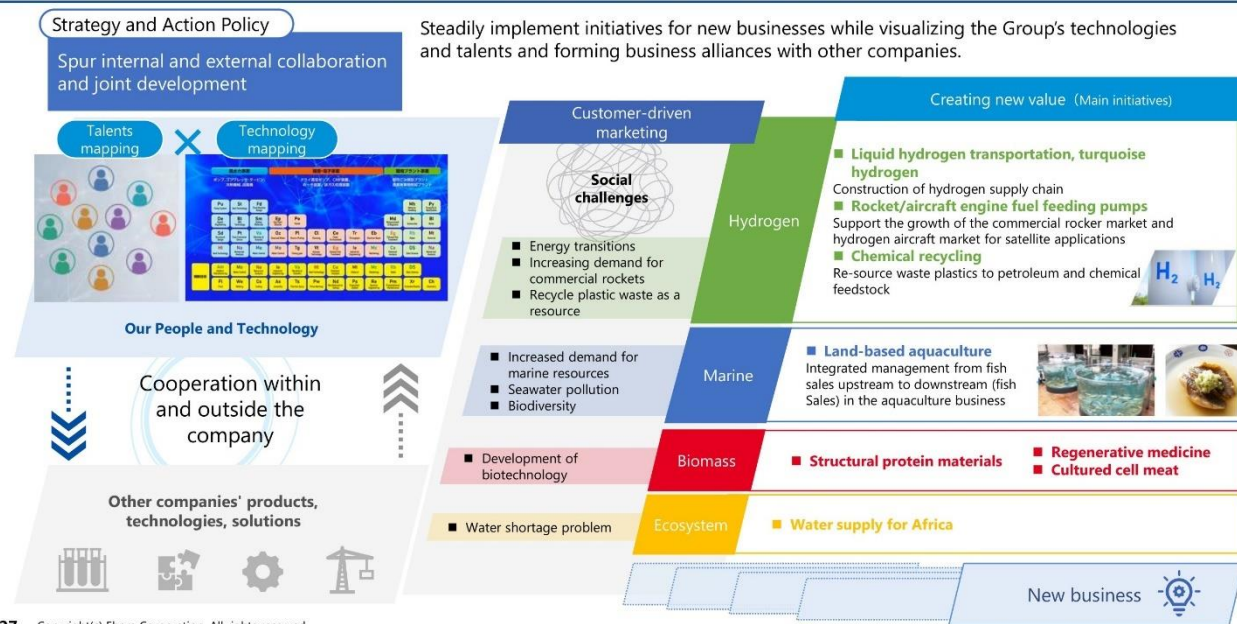 Strategy and Action Policy
Spur internal and external collaboration
and joint development
Steadily implement initiatives for new businesses while visualizing the Group's technologies
and talents and forming business alliances with other companies.
Talents
mapping
Technology
mapping
Our People and Technology
Cooperation within
and outside the
company
Other companies' products,
technologies, solutions
Customer-driven
marketing
Social
challenges
■ Energy transitions
■ Increasing demand for
commercial rockets
■ Recycle plastic waste as a
resource
■ Increased demand for
marine resources
■ Seawater pollution
■ Biodiversity
■ Development of
biotechnology
■ Water shortage problem
Creating new value（Main initiatives)
Hydrogen
■ Liquid hydrogen transportation, turquoise
hydrogen
Construction of hydrogen supply chain
■ Rocket/aircraft engine fuel feeding pumps
Support the growth of the commercial rocker market and
hydrogen aircraft market for satellite applications
■ Chemical recycling
Re-source waste plastics to petroleum and chemical
feedstock
H2
H2
Marine
■ Land-based aquaculture
Integrated management from fish
sales upstream to downstream (fish
Sales) in the aquaculture business
Biomass
■ Structural protein materials
■ Regenerative medicine
■ Cultured cell meat
Ecosystem
■ Water supply for Africa
New business